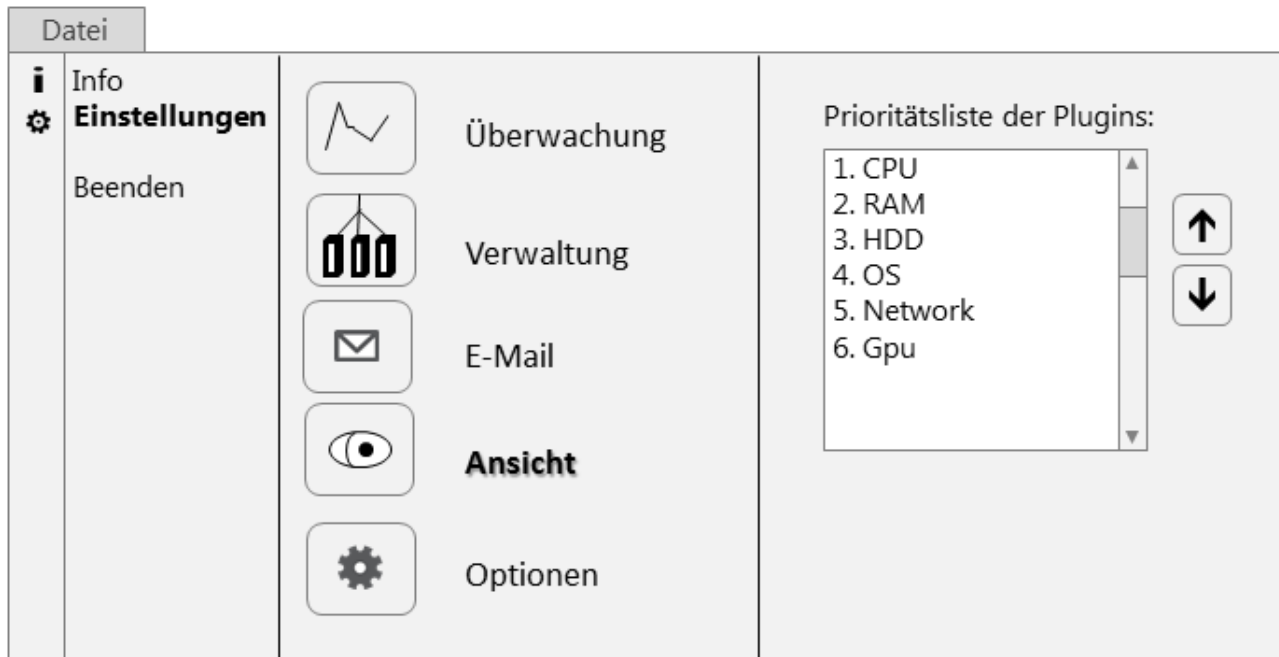 Datei
Info
Einstellungen
Beenden
Überwachung
Verwaltung
E-Mail
Ansicht
Optionen
Prioritätsliste der Plugins:
1. CPU
2. RAM
3. HDD
4. OS
5. Network
6. Gpu